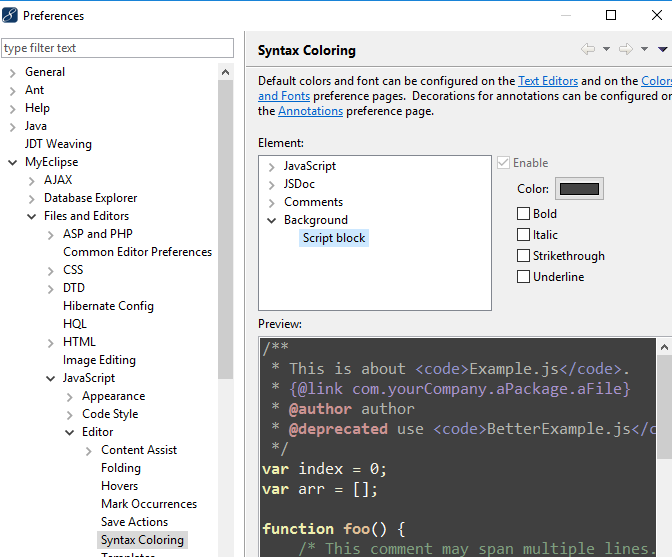 Preferences
type filter text
General
Ant
Help
Java
JDT Weaving
MyEclipse
AJAX
Database Explorer
Files and Editors
ASP and PHP
Common Editor Preferences
CSS
DTD
Hibernate Config
HQL
HTML
Image Editing
JavaScript
Appearance
Code Style
Editor
Content Assist
Folding
Hovers
Mark Occurrences
Save Actions
Syntax Coloring
Templates
Syntax Coloring
Default colors and font can be configured on the Text Editors and on the Colors
and Fonts preference pages. Decorations for annotations can be configured on
the Annotations preference page.
Element:
JavaScript
JSDoc
Comments
Background
Script block
Enable
Color:
Bold
Italic
Strikethrough
Underline
Preview:
/**
* This is about <code>Example.js</code>.
* {@link com.yourCompany.aPackage.aFile}
* @author author
* @deprecated use <code>BetterExample.js</c
*/
var index = 0;
var arr = [];
function foo() {
/* This comment may span multiple lines.